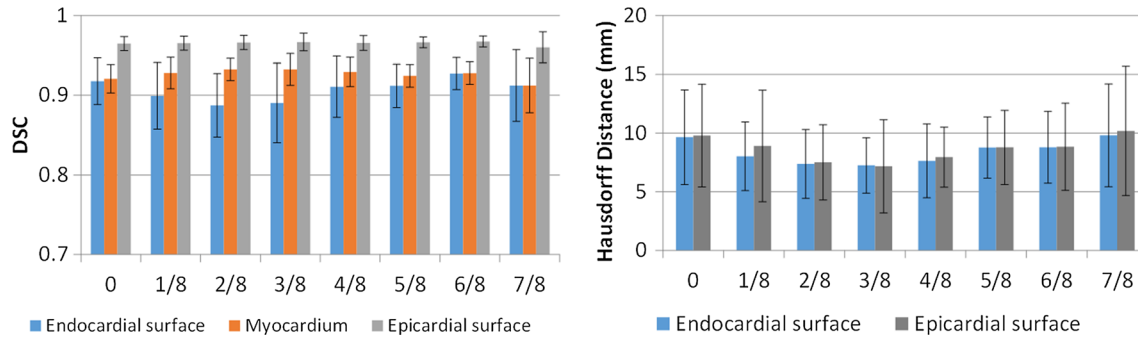 DSC
1
0.9
0.8
0.7
0 1/8 2/8 3/8 4/8 5/8 6/8 7/8
Endocardial surface Myocardium Epicardial surface
Hausdorff Distance (mm)
20
15
10
5
0
0 1/8 2/8 3/8 4/8 5/8 6/8 7/8
Endocardial surface Epicardial surface